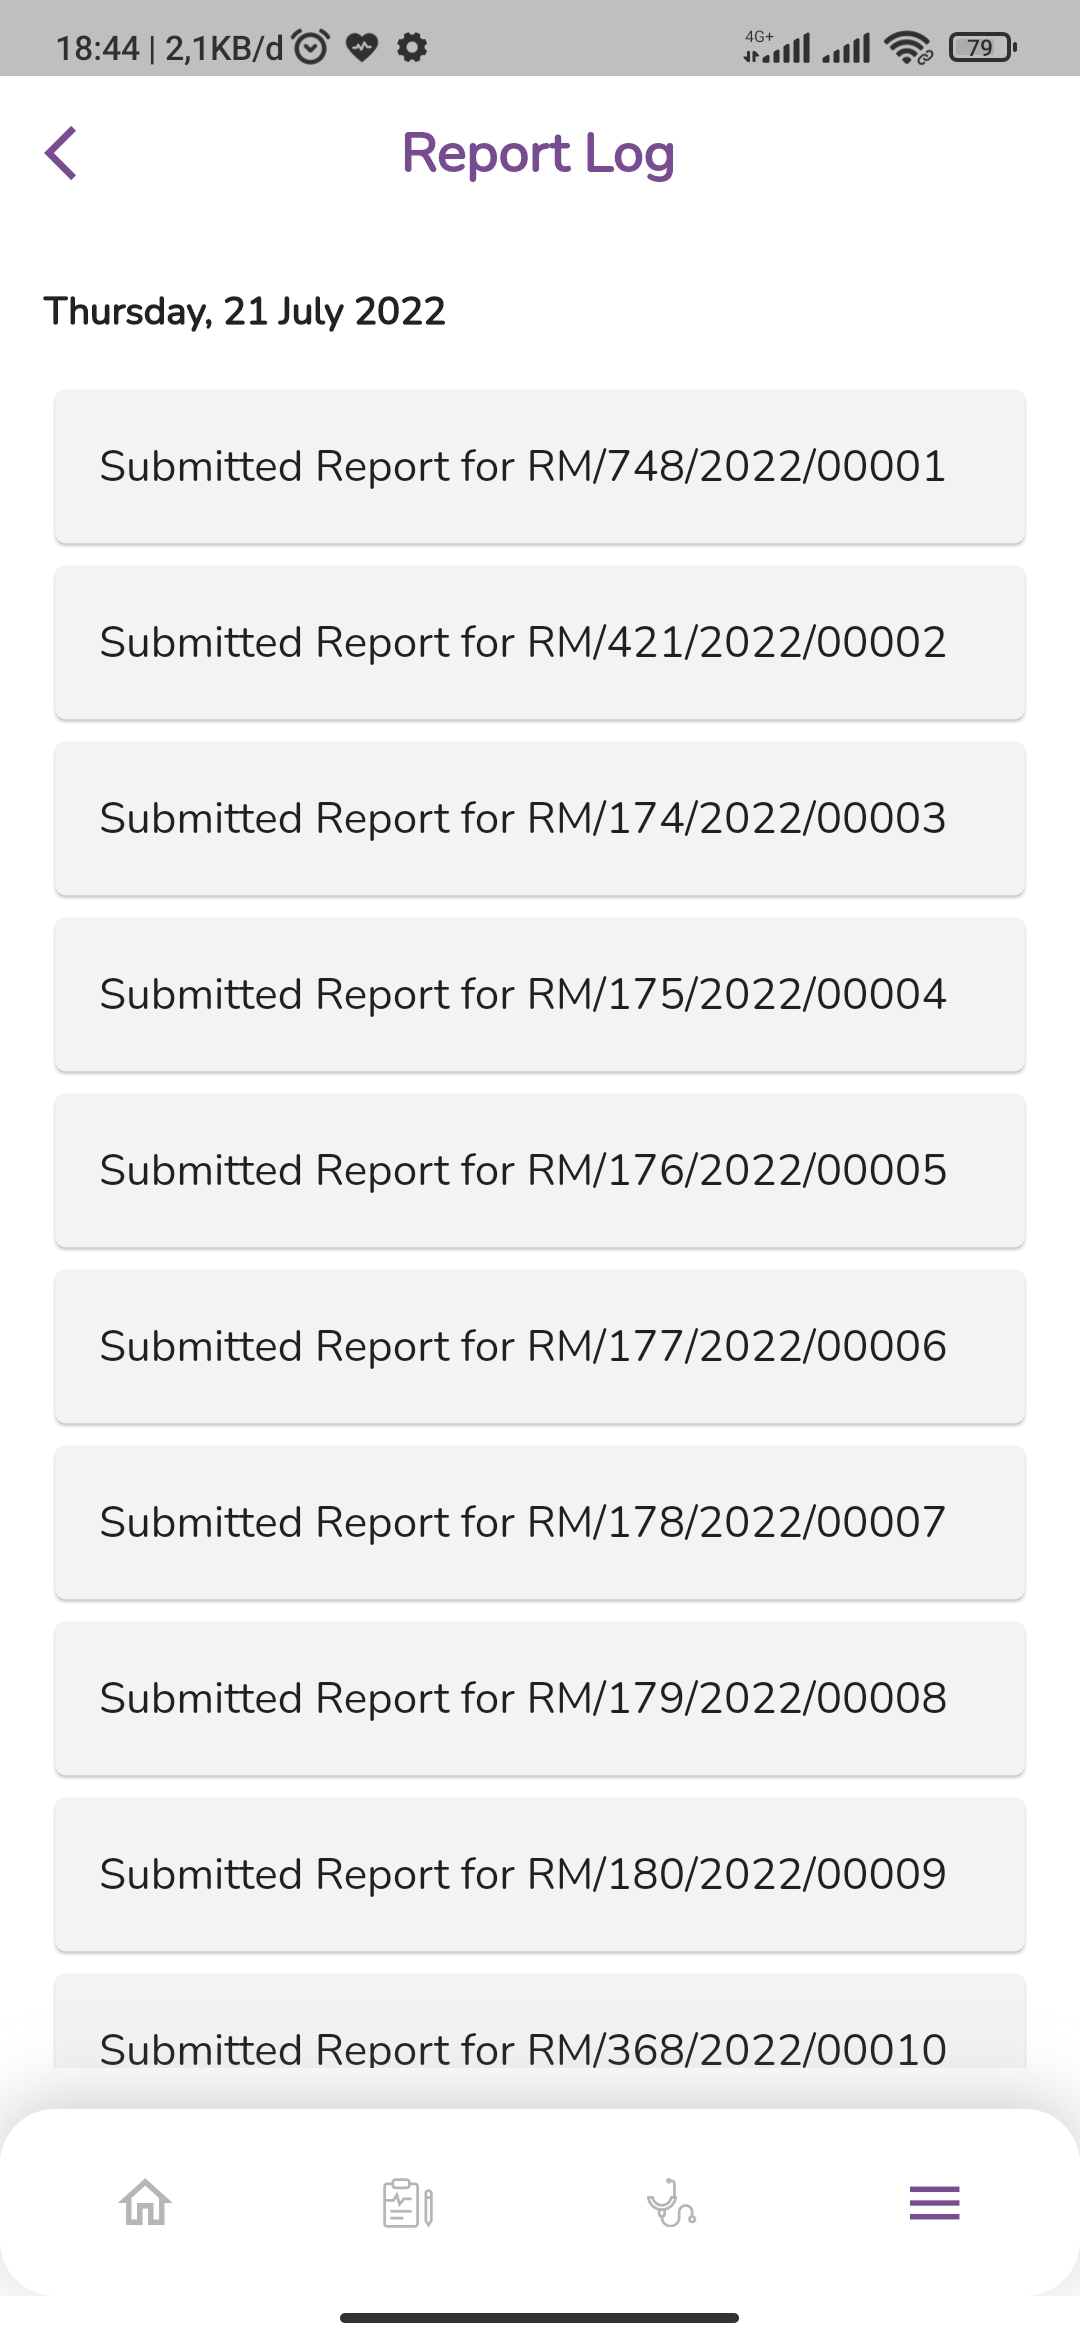 18:44 | 2,1KB/d
4G+
79
Report Log
Thursday, 21 July 2022
Submitted Report for RM/748/2022/00001
Submitted Report for RM/421/2022/00002
Submitted Report for RM/174/2022/00003
Submitted Report for RM/175/2022/00004
Submitted Report for RM/176/2022/00005
Submitted Report for RM/177/2022/00006
Submitted Report for RM/178/2022/00007
Submitted Report for RM/179/2022/00008
Submitted Report for RM/180/2022/00009
Submitted Report for RM/368/2022/00010